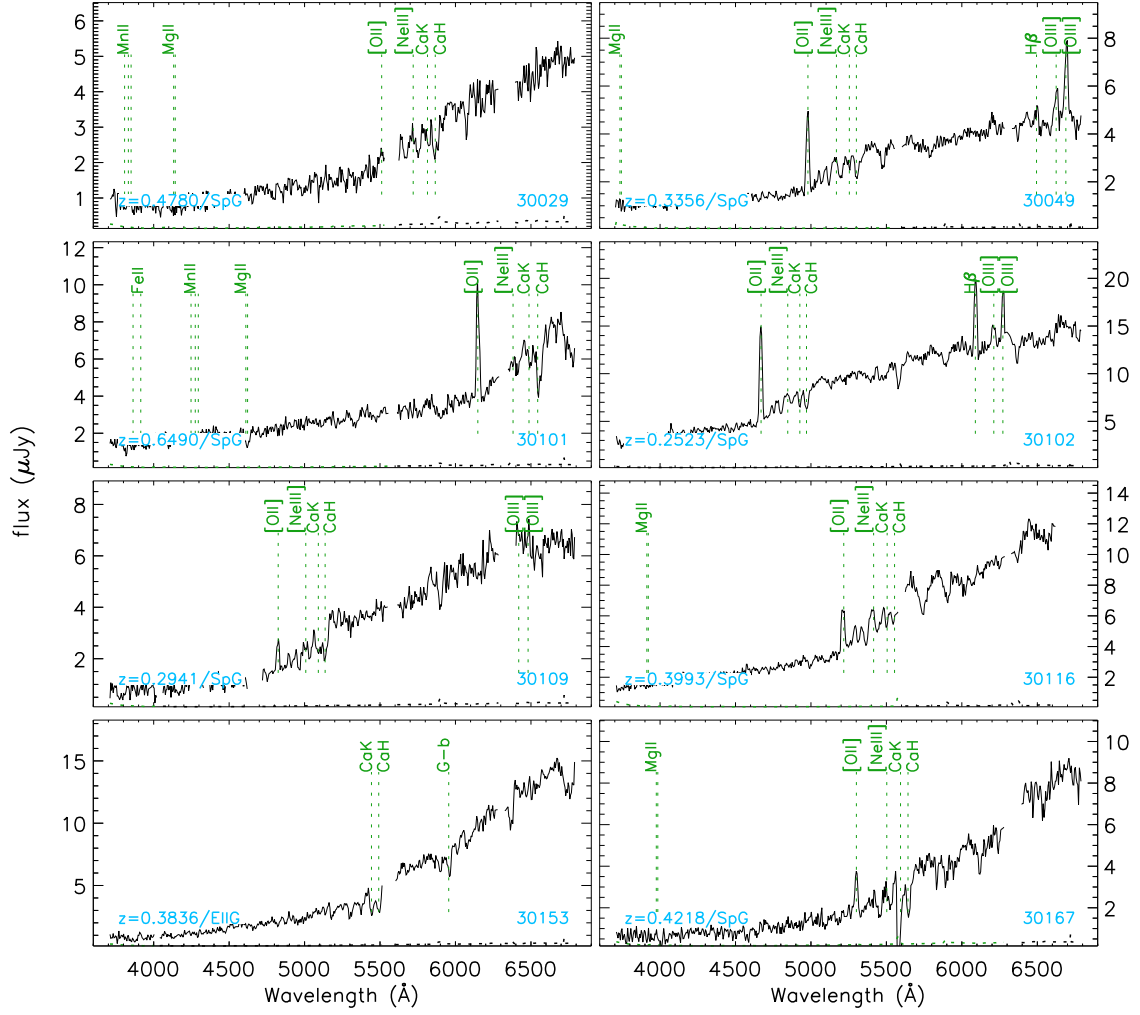 flux (μJy)
6
5
4
3
2
1
MnII
MgII
[OII]
[NeIII]
CaK
CaH
z=0.4780/SpG
30029
MgII
[OII]
[NeIII]
CaK
CaH
Hβ
[OIII]
[OIII]
z=0.3356/SpG
30049
8
6
4
2
12
10
8
6
4
2
FeII
MnII
MgII
[OII]
[NeIII]
CaK
CaH
z=0.6490/SpG
30101
[OII]
[NeIII]
CaK
CaH
Hβ
[OIII]
[OIII]
z=0.2523/SpG
30102
20
15
10
5
8
6
4
2
[OII]
[NeIII]
CaK
CaH
[OIII]
[OIII]
z=0.2941/SpG
30109
MgII
[OII]
[NeIII]
CaK
CaH
z=0.3993/SpG
30116
14
12
10
8
6
4
2
15
10
5
CaK
CaH
G-b
z=0.3836/EllG
30153
MgII
[OII]
[NeIII]
CaK
CaH
z=0.4218/SpG
30167
10
8
6
4
2
4000 4500 5000 5500 6000 6500
Wavelength (Å)
4000 4500 5000 5500 6000 6500
Wavelength (Å)